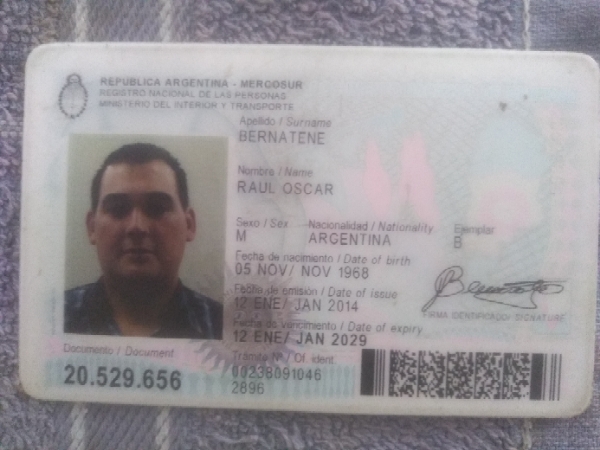 REPUBLICA ARGENTINA - MERCOSUR
REGISTRO NACIONAL DE LAS PERSONAS
MINISTERIO DEL INTERIOR Y TRANSPORTE
Apellido / Surname
BERNATENE
Nombre / Name
RAUL OSCAR
Sexo / Sex Nacionalidad / Nationality Ejemplar
M ARGENTINA B
Fecha de nacimiento / Date of birth
05 NOV/ NOV 1968
Fecha de emisión / Date of issue
12 ENE/ JAN 2014
FIRMA IDENTIFICADO/ SIGNATURE
Fecha de vencimiento / Date of expiry
12 ENE/ JAN 2029
Documento / Document
20.529.656
Trámite Nº / Of. ident.
00238091046
2896